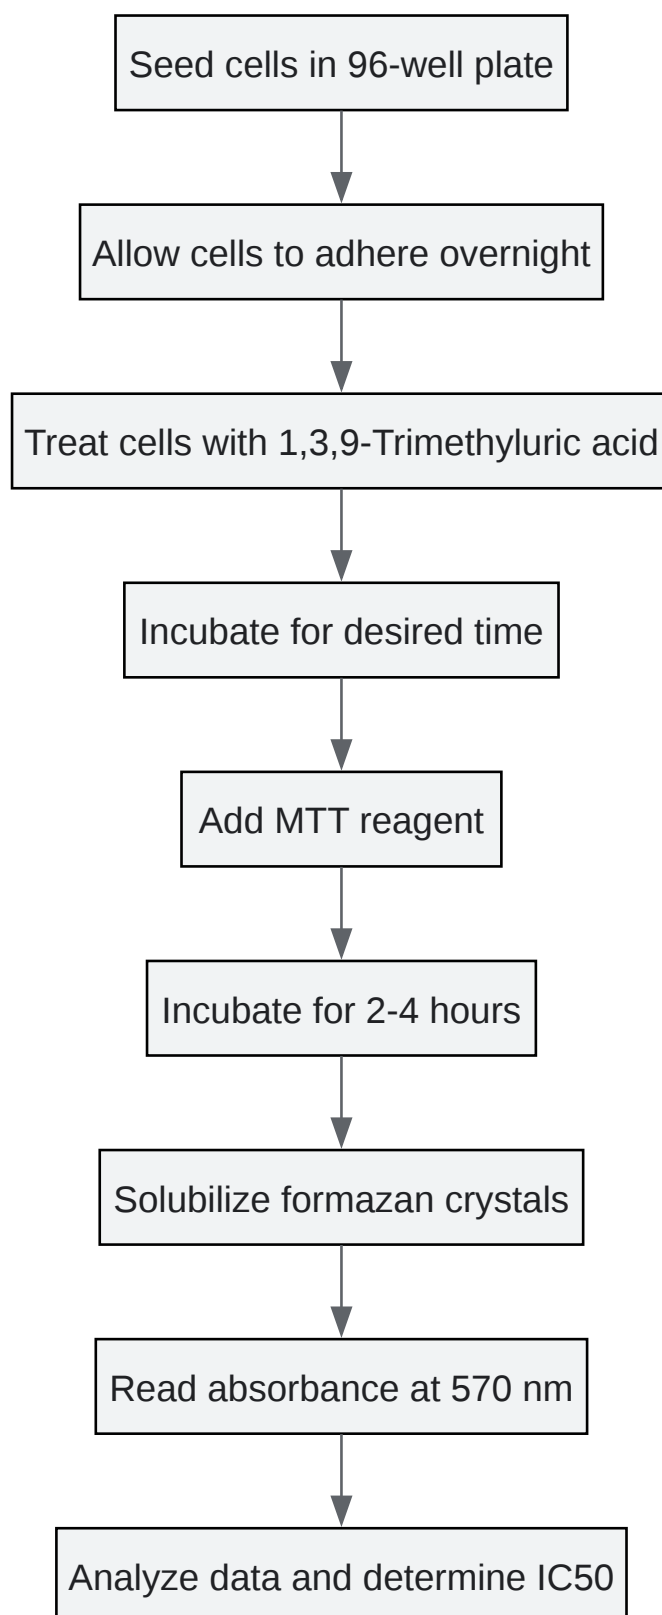 Seed cells in 96-well plate
Allow cells to adhere overnight
Treat cells with 1,3,9-Trimethyluric acid
Incubate for desired time
Add MTT reagent
Incubate for 2-4 hours
Solubilize formazan crystals
Read absorbance at 570 nm
Analyze data and determine IC50